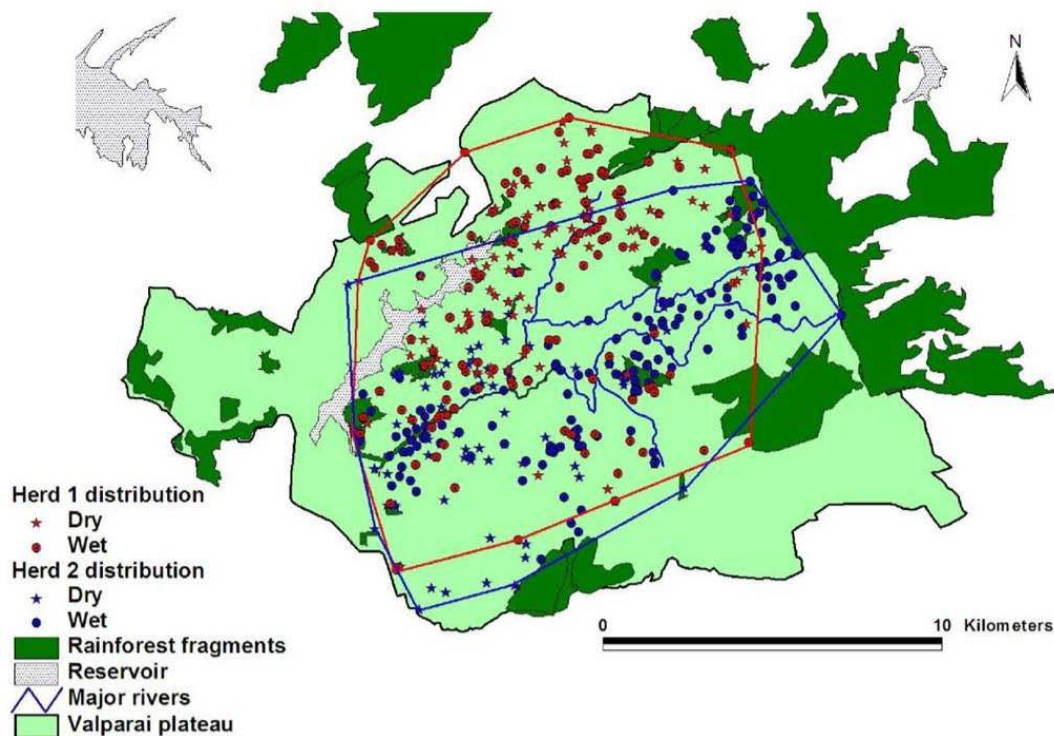 N
Herd 1 distribution
Dry
Wet
Herd 2 distribution
Dry
Wet
Rainforest fragments
Reservoir
Major rivers
Valparai plateau
0 10 Kilometers